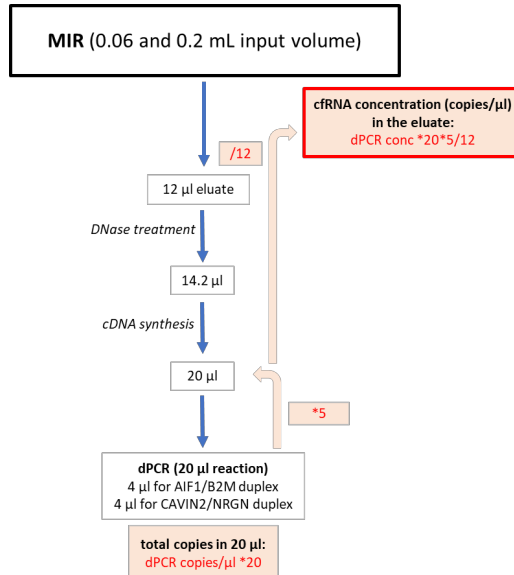 MIR (0.06 and 0.2 mL input volume)
cfRNA concentration (copies/µl)
in the eluate:
dPCR conc *20*5/12
/12
12 µl eluate
DNase treatment
14.2 µl
cDNA synthesis
20 µl
*5
dPCR (20 µl reaction)
4 µl for AIF1/B2M duplex
4 µl for CAVIN2/NRGN duplex
total copies in 20 µl:
dPCR copies/µl *20